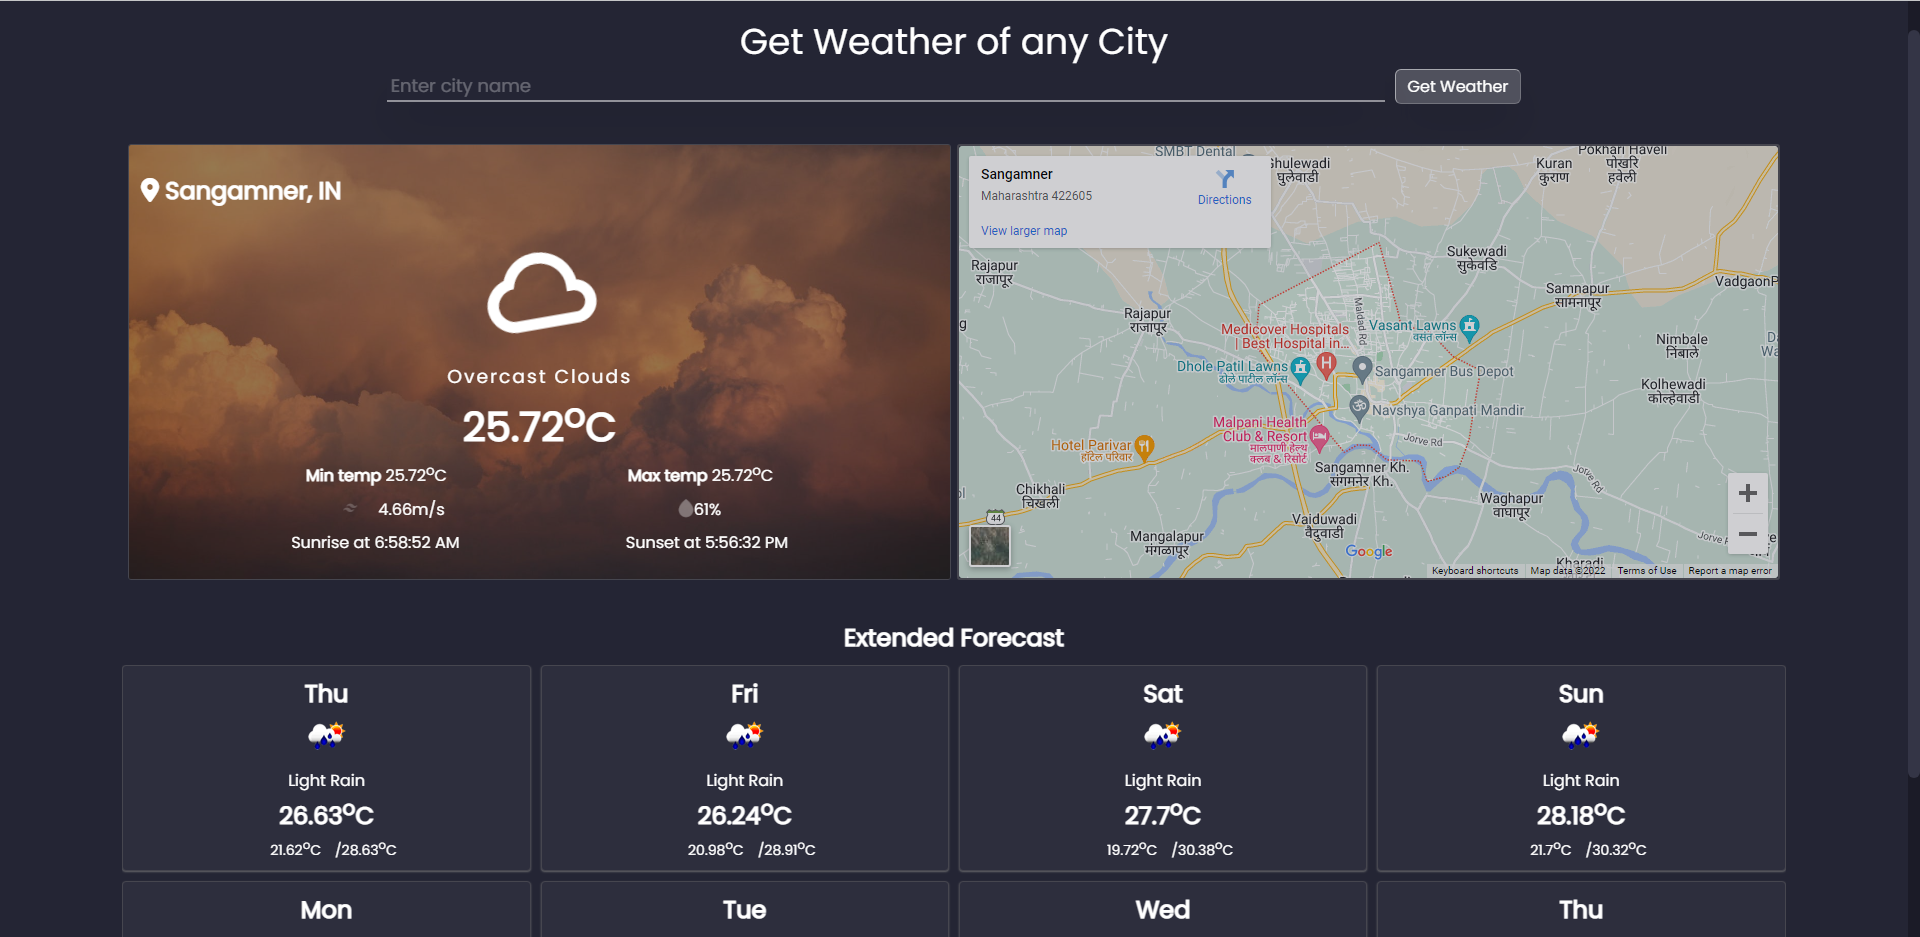 Get Weather of any City
Enter city name
Get Weather
Sangamner, IN
Overcast Clouds
25.72°C
Min temp 25.72°C
Max temp 25.72°C
4.66m/s
61%
Sunrise at 6:58:52 AM
Sunset at 5:56:32 PM
Sangamner
Maharashtra 422605
Directions
View larger map
SMBT Dental
Ghulewadi
घुलेवाडी
Kuran
कुराण
Pokhari Haveli
पोखरि
हवेली
Rajapur
राजापूर
Sukewadi
सुकेवडि
Samnapur
सामनापूर
VadgaonP
Rajapur
राजापूर
Maldad Rd
Medicover Hospitals
| Best Hospital in...
Vasant Lawns
वसंत लॉन्स
Nimbale
निंबाळे
Dhole Patil Lawns
ढोले पाटील लॉन्स
Sangamner Bus Depot
Kolhewadi
कोल्हेवाडी
Navshya Ganpati Mandir
Malpani Health
Club & Resort
मालपाणी हेल्थ
क्लब & रिसोर्ट
Hotel Parivar
हॉटेल परिवार
Jorve Rd
Sangamner Kh.
संगमनेर Kh.
Jorve Rd
Chikhali
चिखली
Waghapur
वाघापूर
44
Vaiduwadi
वैदुवाडी
Mangalapur
मंगळापूर
Google
Kharadi
Keyboard shortcuts
Map data ©2022
Terms of Use
Report a map error
Extended Forecast
Thu
Light Rain
26.63°C
21.62°C /28.63°C
Fri
Light Rain
26.24°C
20.98°C /28.91°C
Sat
Light Rain
27.7°C
19.72°C /30.38°C
Sun
Light Rain
28.18°C
21.7°C /30.32°C
Mon
Tue
Wed
Thu